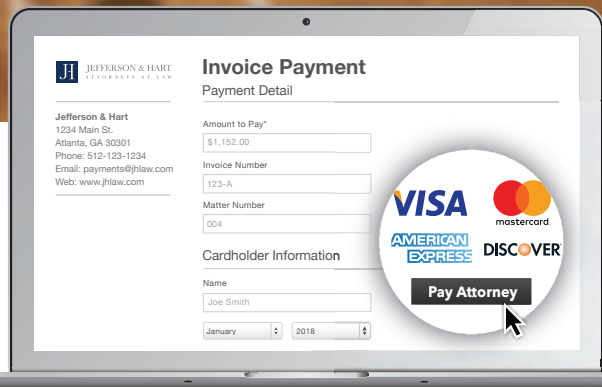 JH JEFFERSON & HART
ATTORNEYS AT LAW
Jefferson & Hart
1234 Main St.
Atlanta, GA 30301
Phone: 512-123-1234
Email: payments@jhlaw.com
Web: www.jhlaw.com
Invoice Payment
Payment Detail
Amount to Pay*
$1,152.00
Invoice Number
123-A
Matter Number
004
Cardholder Information
Name
Joe Smith
January 2018
VISA mastercard.
AMERICAN
EXPRESS DISCOVER
Pay Attorney